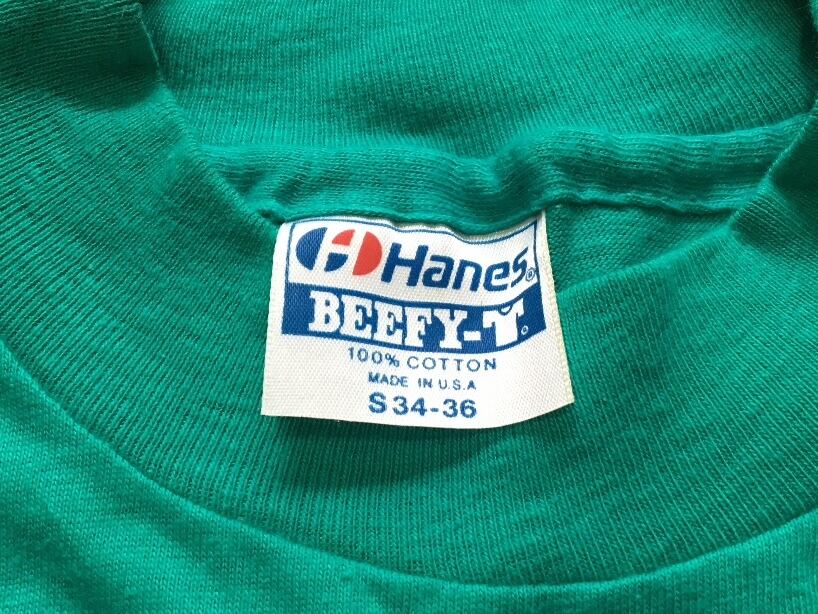 Hanes®
BEEFY-T®
100% COTTON
MADE IN U.S.A
S 34-36